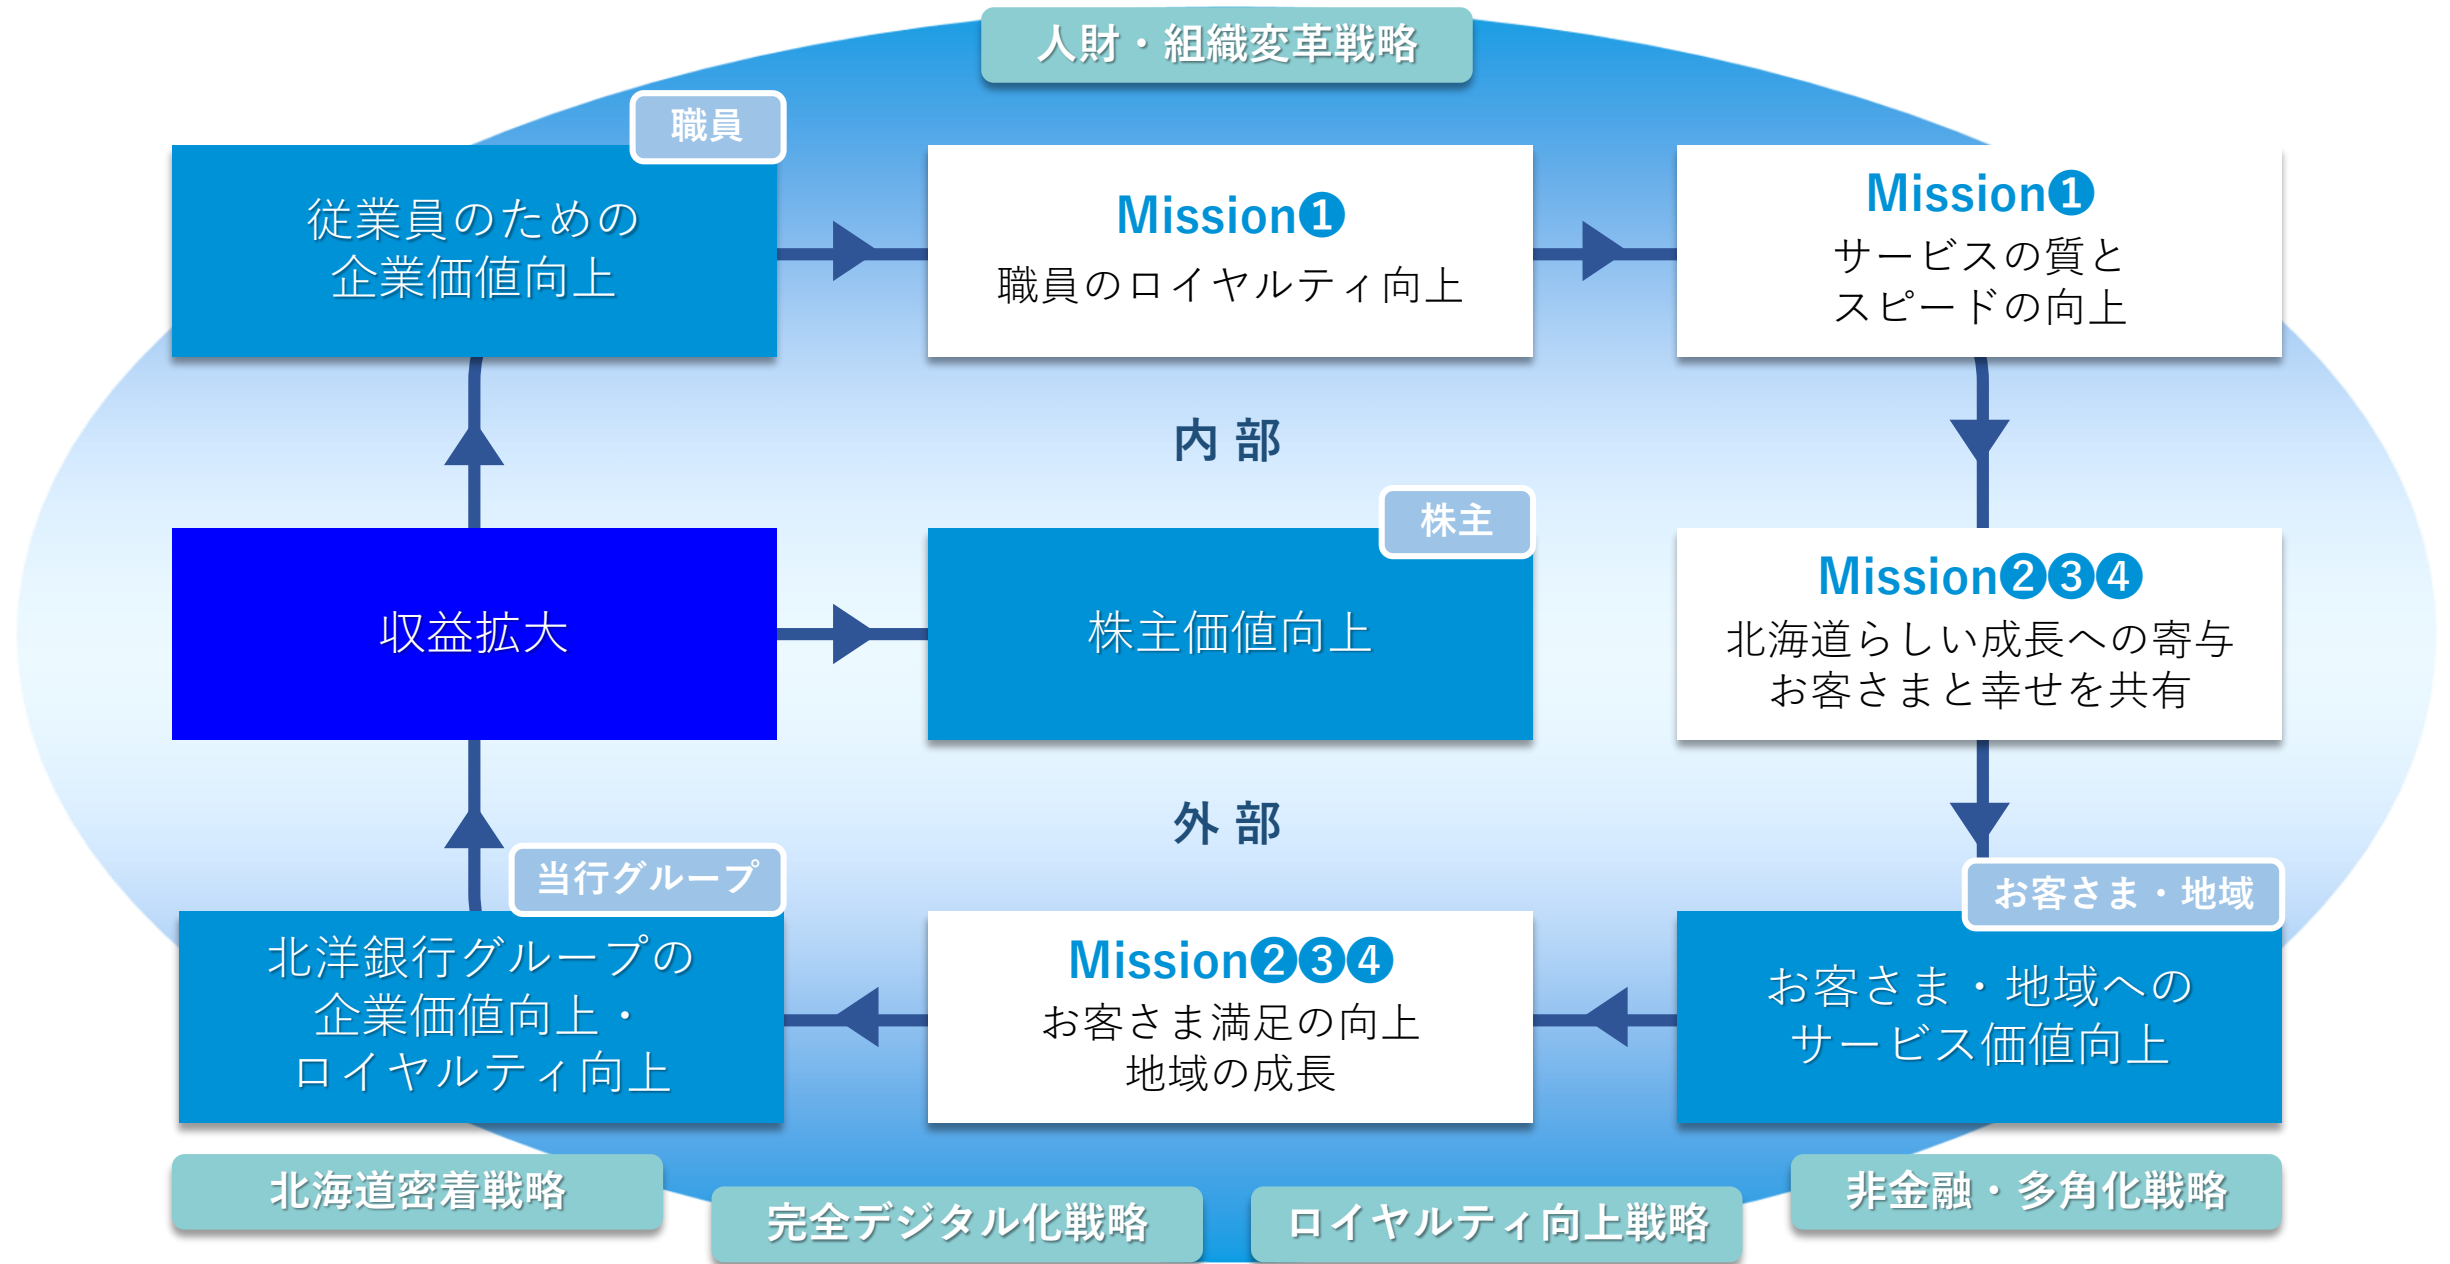 人財・組織変革戦略
職員
従業員のための
企業価値向上
Mission❶
職員のロイヤルティ向上
Mission❶
サービスの質と
スピードの向上
内部
株主
収益拡大
株主価値向上
Mission❷❸❹
北海道らしい成長への寄与
お客さまと幸せを共有
外部
当行グループ
北洋銀行グループの
企業価値向上・
ロイヤルティ向上
Mission❷❸❹
お客さま満足の向上
地域の成長
お客さま・地域
お客さま・地域への
サービス価値向上
北海道密着戦略
完全デジタル化戦略
ロイヤルティ向上戦略
非金融・多角化戦略